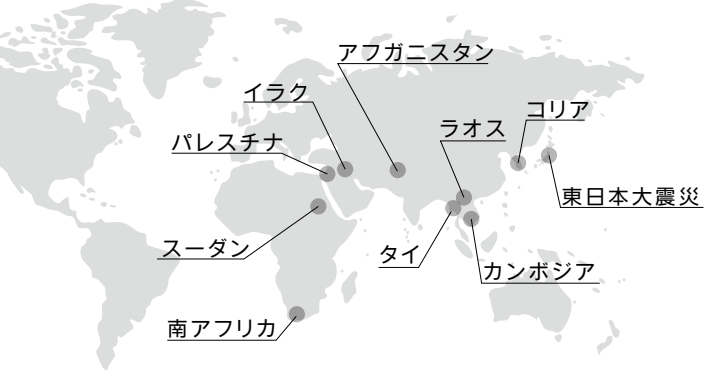 アフガニスタン
イラク
コリア
ラオス
パレスチナ
東日本大震災
スーダン
タイ
カンボジア
南アフリカ